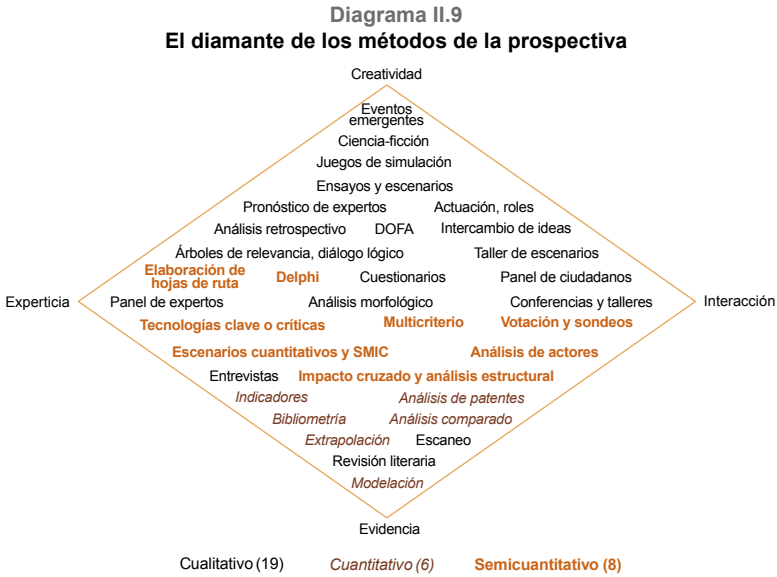 Diagrama II.9
El diamante de los métodos de la prospectiva
Creatividad
Eventos
emergentes
Ciencia-ficción
Juegos de simulación
Ensayos y escenarios
Pronóstico de expertos Actuación, roles
Análisis retrospectivo DOFA Intercambio de ideas
Árboles de relevancia, diálogo lógico Taller de escenarios
Elaboración de
hojas de ruta Delphi Cuestionarios Panel de ciudadanos
Experticia Panel de expertos Análisis morfológico Conferencias y talleres Interacción
Tecnologías clave o críticas Multicriterio Votación y sondeos
Escenarios cuantitativos y SMIC Análisis de actores
Entrevistas Impacto cruzado y análisis estructural
Indicadores Análisis de patentes
Bibliometría Análisis comparado
Extrapolación Escaneo
Revisión literaria
Modelación
Evidencia
Cualitativo (19) Cuantitativo (6) Semicuantitativo (8)